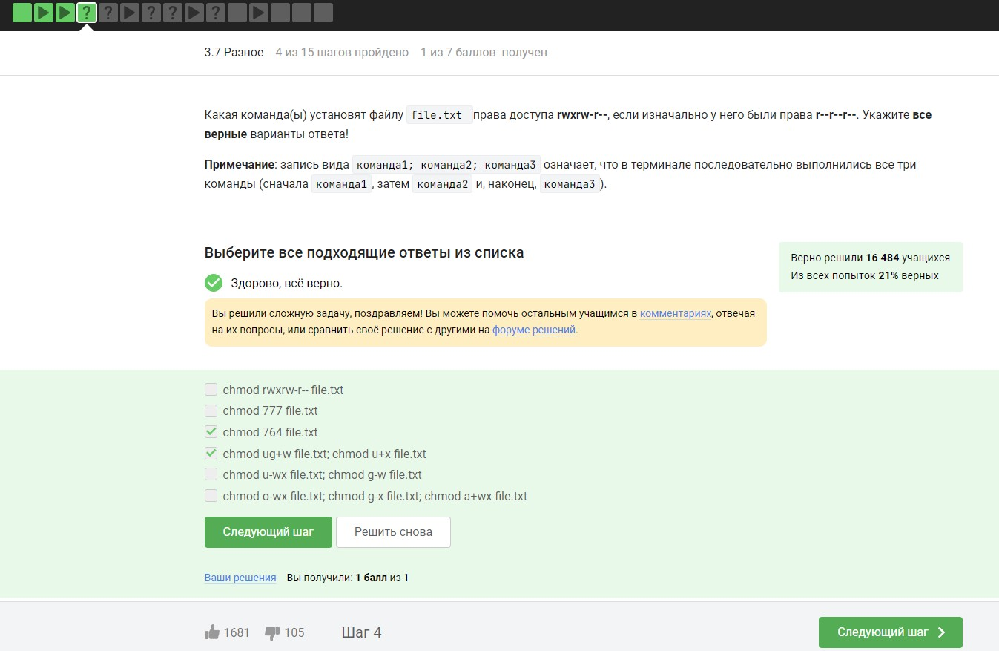 ? ? ? ? ?
3.7 Разное 4 из 15 шагов пройдено 1 из 7 баллов получен
Какая команда(ы) установят файлу file.txt права доступа rwxrw-r--, если изначально у него были права r--r--r--. Укажите все
верные варианты ответа!
Примечание: запись вида команда1; команда2; команда3 означает, что в терминале последовательно выполнились все три
команды (сначала команда1, затем команда2 и, наконец, команда3).
Выберите все подходящие ответы из списка
Верно решили 16 484 учащихся
Из всех попыток 21% верных
Здорово, всё верно.
Вы решили сложную задачу, поздравляем! Вы можете помочь остальным учащимся в комментариях, отвечая
на их вопросы, или сравнить своё решение с другими на форуме решений.
chmod rwxrw-r-- file.txt
chmod 777 file.txt
chmod 764 file.txt
chmod ug+w file.txt; chmod u+x file.txt
chmod u-wx file.txt; chmod g-w file.txt
chmod o-wx file.txt; chmod g-x file.txt; chmod a+wx file.txt
Следующий шаг Решить снова
Ваши решения Вы получили: 1 балл из 1
1681 105 Шаг 4 Следующий шаг